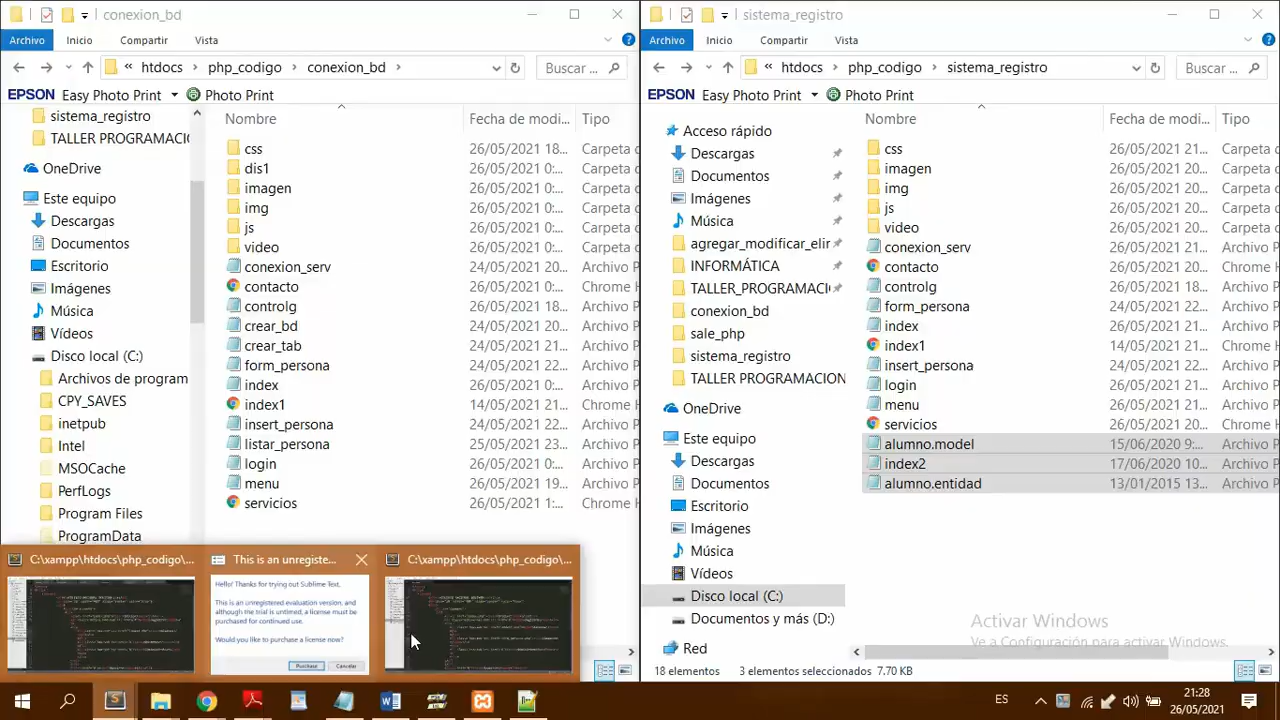 conexion_bd
Archivo Inicio Compartir Vista
« htdocs > php_codigo > conexion_bd >
Buscar ...
EPSON Easy Photo Print Photo Print
sistema_registro
TALLER PROGRAMACIO
OneDrive
Este equipo
Descargas
Documentos
Escritorio
Imágenes
Música
Vídeos
Disco local (C:)
Archivos de program
CPY_SAVES
inetpub
Intel
MSOCache
PerfLogs
Program Files
ProgramData
Nombre Fecha de modi... Tipo
css 26/05/2021 18... Carpeta c
dis1 26/05/2021 0:... Carpeta c
imagen 26/05/2021 0:... Carpeta c
img 26/05/2021 0:... Carpeta c
js 26/05/2021 0:... Carpeta c
video 26/05/2021 0:... Carpeta c
conexion_serv 24/05/2021 20... Archivo P
contacto 26/05/2021 0:... Chrome H
controlg 26/05/2021 18... Archivo P
crear_bd 24/05/2021 20... Archivo P
crear_tab 24/05/2021 21... Archivo P
form_persona 24/05/2021 22... Archivo P
index 26/05/2021 0:... Archivo P
index1 14/05/2021 21... Chrome H
insert_persona 24/05/2021 22... Archivo P
listar_persona 25/05/2021 23... Archivo P
login 26/05/2021 0:... Archivo P
menu 26/05/2021 19... Archivo P
servicios 26/05/2021 1:... Chrome H
sistema_registro
Archivo Inicio Compartir Vista
« htdocs > php_codigo > sistema_registro
Buscar ...
EPSON Easy Photo Print Photo Print
Acceso rápido
Descargas
Documentos
Imágenes
Música
agregar_modificar_elir
INFORMÁTICA
TALLER_PROGRAMACI
conexion_bd
sale_php
sistema_registro
TALLER PROGRAMACION
OneDrive
Este equipo
Descargas
Documentos
Escritorio
Imágenes
Música
Vídeos
Disco local (C:)
Documentos y más (D:)
Red
Nombre Fecha de modi... Tipo
css 26/05/2021 21... Carpeta c
imagen 26/05/2021 20... Carpeta c
img 26/05/2021 20... Carpeta c
js 26/05/2021 20... Carpeta c
video 26/05/2021 20... Carpeta c
conexion_serv 26/05/2021 21... Archivo P
contacto 26/05/2021 21... Chrome H
controlg 26/05/2021 18... Archivo P
form_persona 24/05/2021 22... Archivo P
index 26/05/2021 21... Archivo P
index1 26/05/2021 21... Chrome H
insert_persona 24/05/2021 22... Archivo P
login 26/05/2021 21... Archivo P
menu 26/05/2021 21... Archivo P
servicios 26/05/2021 21... Chrome H
alumno.model 5/06/2020 9:... Archivo P
index2 7/06/2020 10... Archivo P
alumno.entidad 3/01/2015 13... Archivo P
18 elementos 3 elementos seleccionados 7.70 KB
Activar Windows
Ve a Configuración para activar Windows.
C:\xampp\htdocs\php_codigo\...
This is an unregiste...
C:\xampp\htdocs\php_codigo\...
Hello! Thanks for trying out Sublime Text.
This is an unregistered evaluation version, and
although the trial is untimed, a license must be
purchased for continued use.
Would you like to purchase a license now?
Purchase Cancelar
ES
21:28
26/05/2021